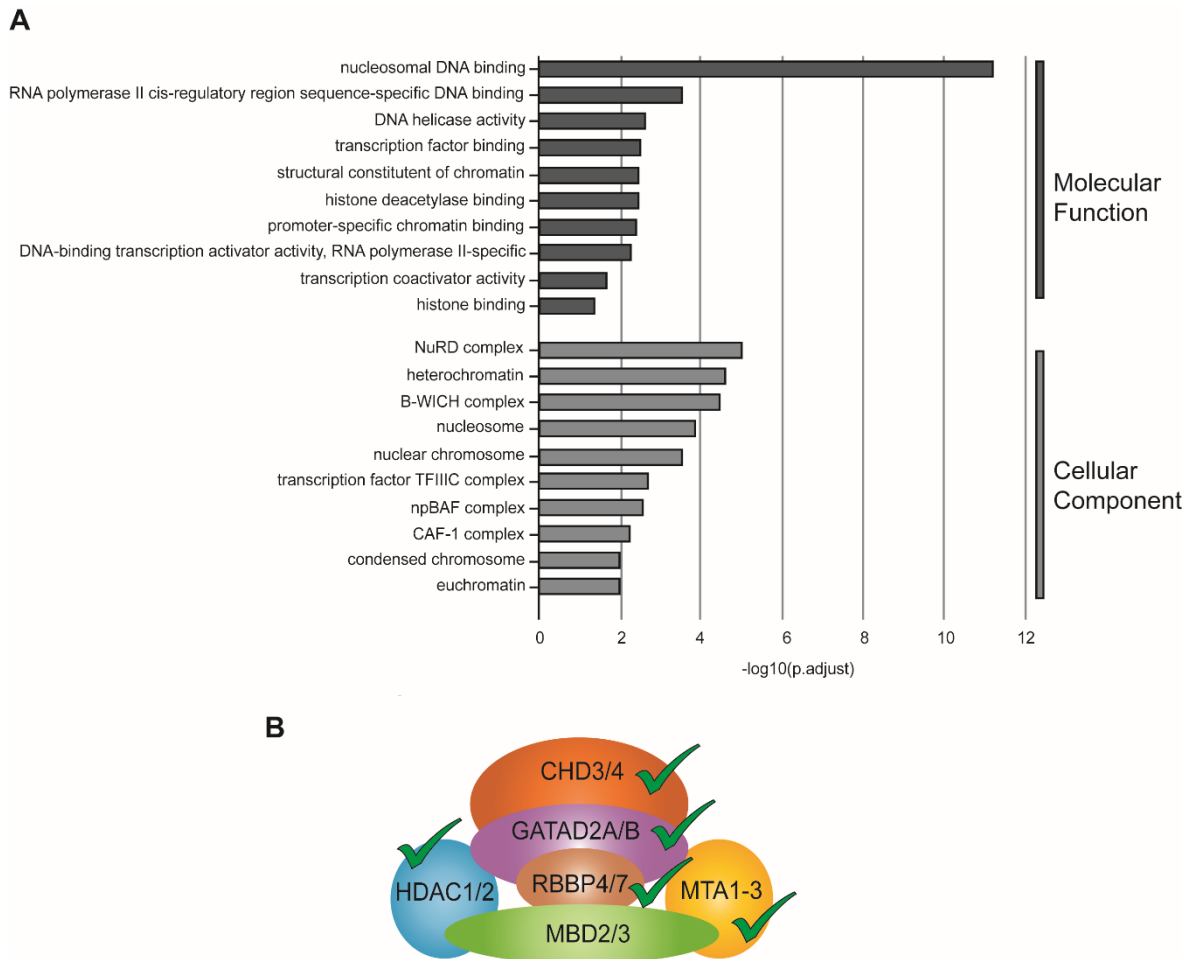 A
nucleosomal DNA binding
RNA polymerase II cis-regulatory region sequence-specific DNA binding
DNA helicase activity
transcription factor binding
structural constitutent of chromatin
histone deacetylase binding
promoter-specific chromatin binding
DNA-binding transcription activator activity, RNA polymerase II-specific
transcription coactivator activity
histone binding
Molecular
Function
NuRD complex
heterochromatin
B-WICH complex
nucleosome
nuclear chromosome
transcription factor TFIIIC complex
npBAF complex
CAF-1 complex
condensed chromosome
euchromatin
Cellular
Component
0 2 4 6 8 10 12
-log10(p.adjust)
B
CHD3/4
GATAD2A/B
HDAC1/2
RBBP4/7
MTA1-3
MBD2/3